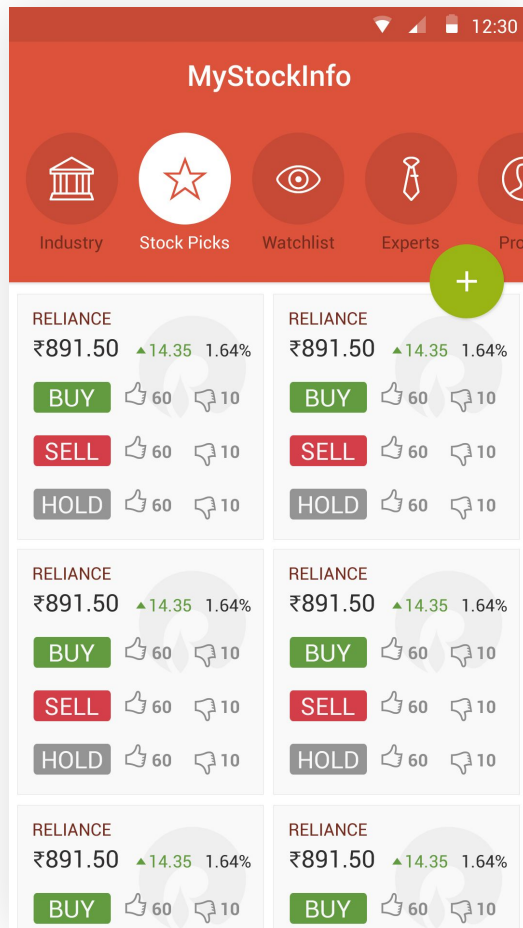 12:30
MyStockInfo
Industry Stock Picks Watchlist Experts Pro
+
RELIANCE RELIANCE
₹891.50 ▲14.35 1.64% ₹891.50 ▲14.35 1.64%
BUY 60 10 BUY 60 10
SELL 60 10 SELL 60 10
HOLD 60 10 HOLD 60 10
RELIANCE RELIANCE
₹891.50 ▲14.35 1.64% ₹891.50 ▲14.35 1.64%
BUY 60 10 BUY 60 10
SELL 60 10 SELL 60 10
HOLD 60 10 HOLD 60 10
RELIANCE RELIANCE
₹891.50 ▲14.35 1.64% ₹891.50 ▲14.35 1.64%
BUY 60 10 BUY 60 10